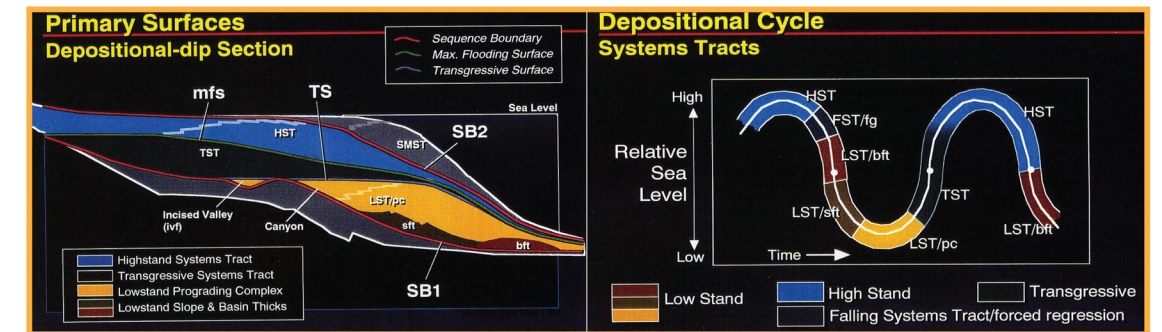 Primary Surfaces
Depositional-dip Section
Sequence Boundary
Max. Flooding Surface
Transgressive Surface
mfs
TS
Sea Level
HST
SB2
SMST
TST
LST/pc
Incised Valley
(ivf)
Canyon
sft
bft
SB1
Highstand Systems Tract
Transgressive Systems Tract
Lowstand Prograding Complex
Lowstand Slope & Basin Thicks
Depositional Cycle
Systems Tracts
High
HST
HST
FST/fg
LST/bft
Relative
Sea
Level
TST
LST/sft
LST/bft
LST/pc
Low
Time
Low Stand
High Stand
Transgressive
Falling Systems Tract/forced regression